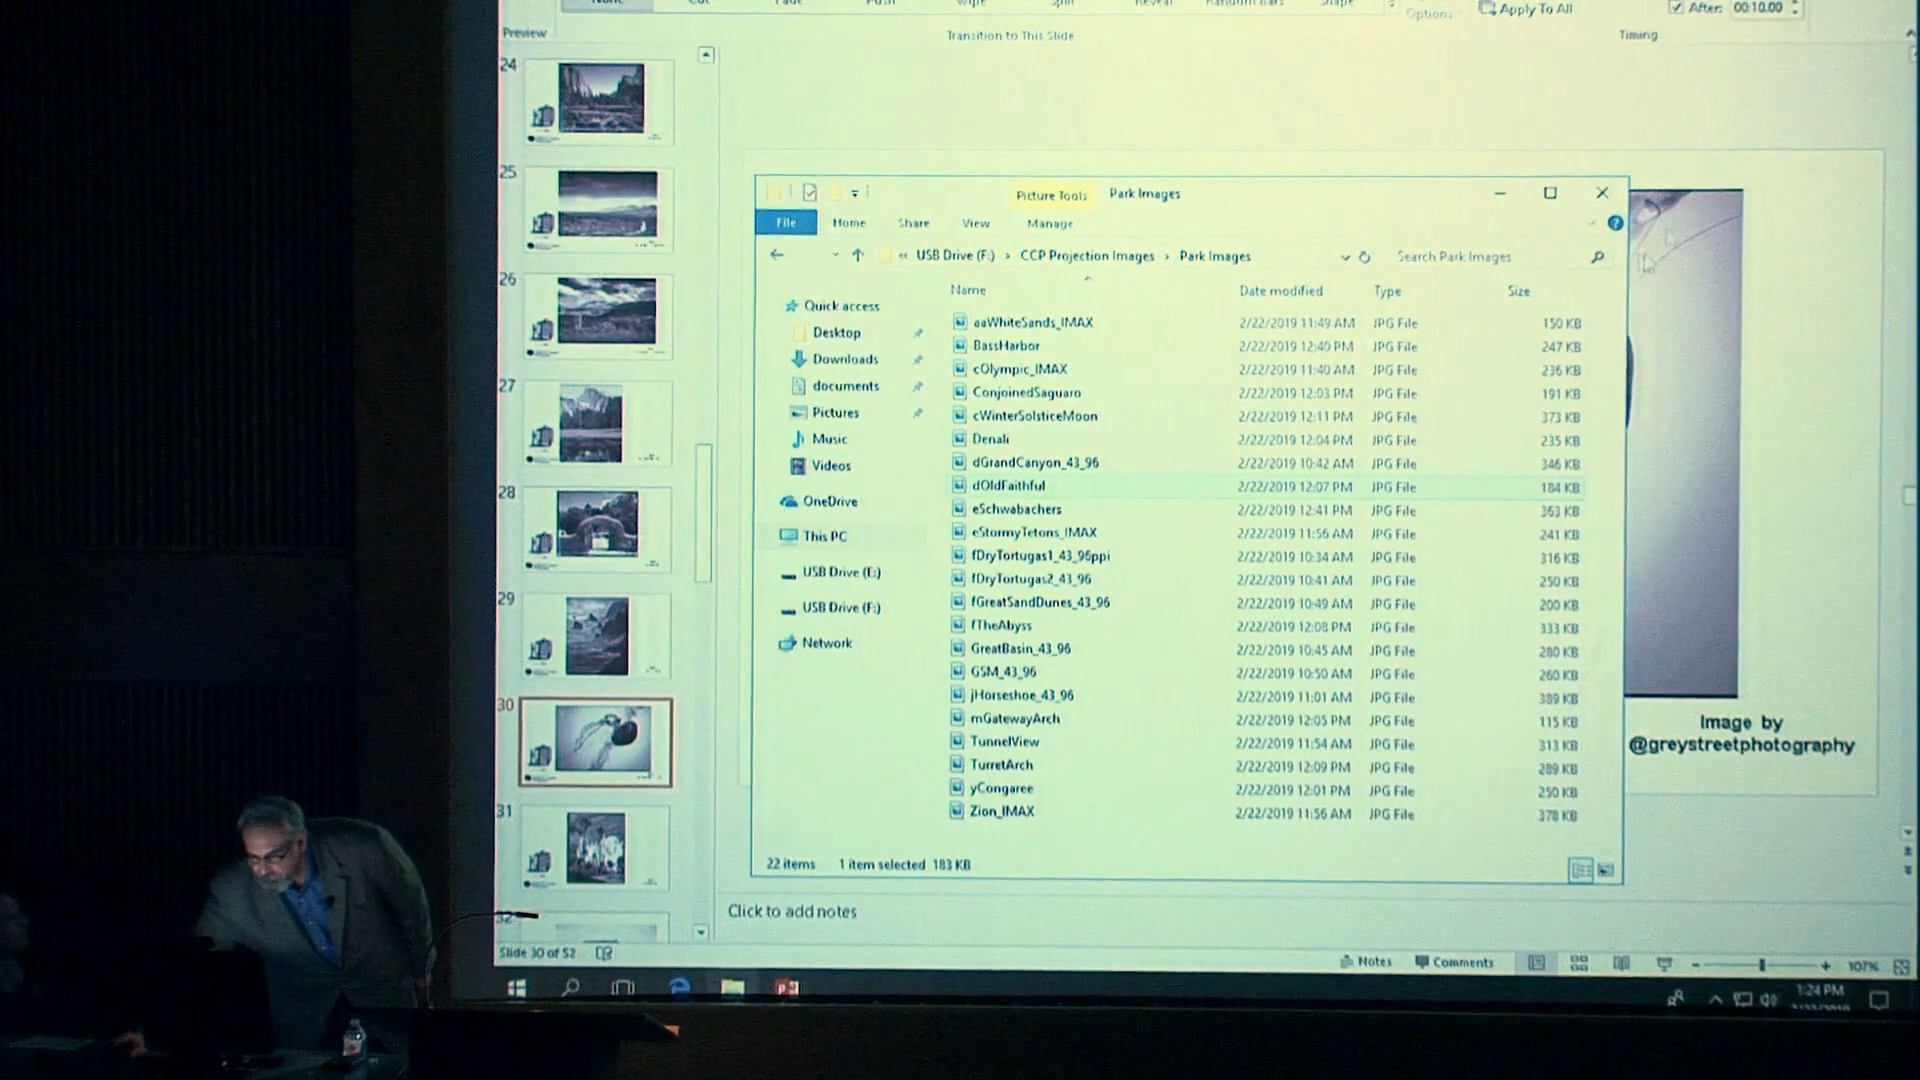 None Cut Fade Push Wipe Split Reveal Random Bars Shape
Options
Apply To All
After: 00:10.00
Preview
Transition to This Slide
Timing
24
25
26
27
28
29
30
31
32
Picture Tools Park Images
File Home Share View Manage
« USB Drive (F:) › CCP Projection Images › Park Images
Search Park Images
Quick access
Desktop
Downloads
documents
Pictures
Music
Videos
OneDrive
This PC
USB Drive (E:)
USB Drive (F:)
Network
Name Date modified Type Size
aaWhiteSands_IMAX 2/22/2019 11:49 AM JPG File 150 KB
BassHarbor 2/22/2019 12:40 PM JPG File 247 KB
cOlympic_IMAX 2/22/2019 11:40 AM JPG File 236 KB
ConjoinedSaguaro 2/22/2019 12:03 PM JPG File 191 KB
cWinterSolsticeMoon 2/22/2019 12:11 PM JPG File 373 KB
Denali 2/22/2019 12:04 PM JPG File 235 KB
dGrandCanyon_43_96 2/22/2019 10:42 AM JPG File 346 KB
dOldFaithful 2/22/2019 12:07 PM JPG File 184 KB
eSchwabachers 2/22/2019 12:41 PM JPG File 363 KB
eStormyTetons_IMAX 2/22/2019 11:56 AM JPG File 241 KB
fDryTortugas1_43_96ppi 2/22/2019 10:34 AM JPG File 316 KB
fDryTortugas2_43_96 2/22/2019 10:41 AM JPG File 250 KB
fGreatSandDunes_43_96 2/22/2019 10:49 AM JPG File 200 KB
fTheAbyss 2/22/2019 12:08 PM JPG File 333 KB
GreatBasin_43_96 2/22/2019 10:45 AM JPG File 280 KB
GSM_43_96 2/22/2019 10:50 AM JPG File 260 KB
jHorseshoe_43_96 2/22/2019 11:01 AM JPG File 389 KB
mGatewayArch 2/22/2019 12:05 PM JPG File 115 KB
TunnelView 2/22/2019 11:54 AM JPG File 313 KB
TurretArch 2/22/2019 12:09 PM JPG File 289 KB
yCongaree 2/22/2019 12:01 PM JPG File 250 KB
Zion_IMAX 2/22/2019 11:56 AM JPG File 378 KB
22 items 1 item selected 183 KB
Image by
@greystreetphotography
Click to add notes
Slide 30 of 52
Notes Comments 107%
1:24 PM